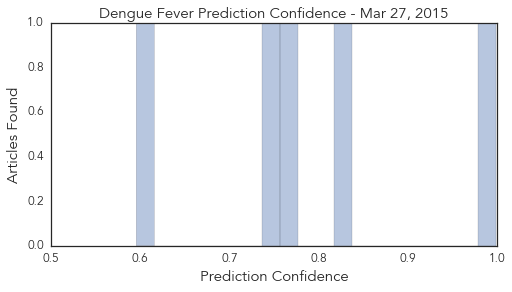 Dengue Fever Prediction Confidence - Mar 27, 2015
1.0
0.8
0.6
0.4
0.2
0.0
Articles Found
0.5 0.6 0.7 0.8 0.9 1.0
Prediction Confidence